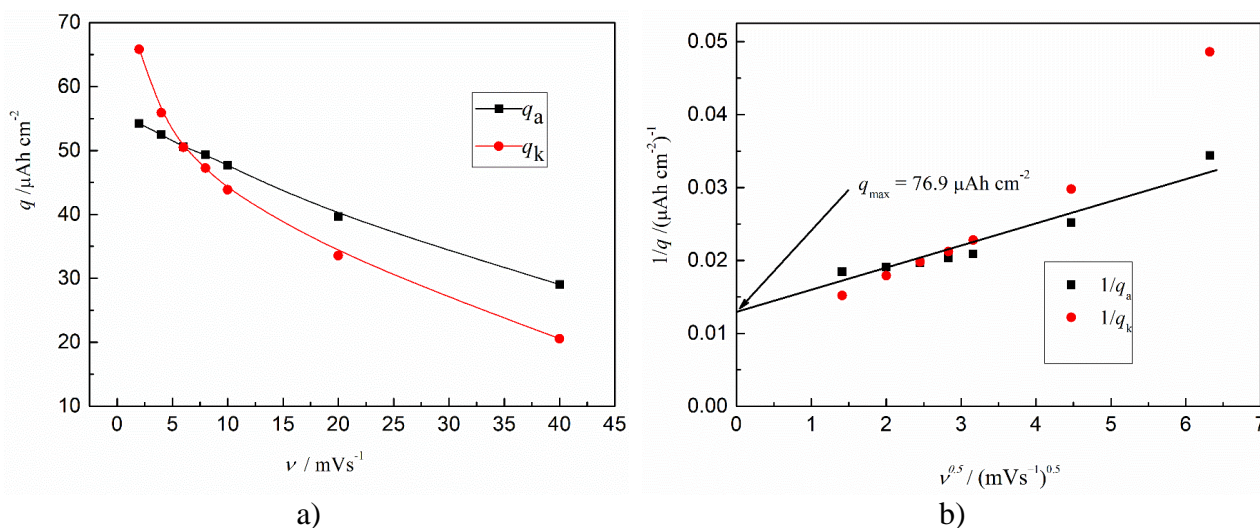 70
60
50
40
30
20
10
q /µAh cm⁻²
qₐ
qₖ
0 5 10 15 20 25 30 35 40 45
ν / mVs⁻¹
a)
0.05
0.04
0.03
0.02
0.01
0.00
1/q /(µAh cm⁻²)⁻¹
q_max = 76.9 µAh cm⁻²
1/qₐ
1/qₖ
0 1 2 3 4 5 6 7
ν⁰·⁵ / (mVs⁻¹)⁰·⁵
b)